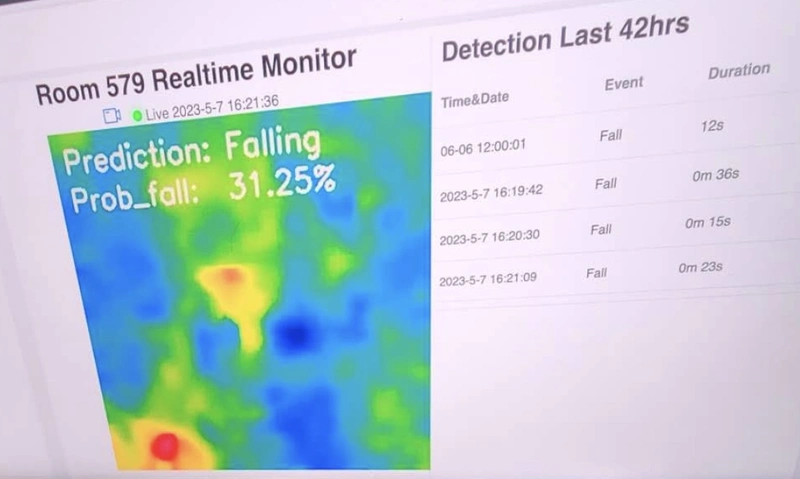 Room 579 Realtime Monitor
Live 2023-5-7 16:21:36
Prediction: Falling
Prob_fall: 31.25%
Detection Last 42hrs
Time&Date Event Duration
06-06 12:00:01 Fall 12s
2023-5-7 16:19:42 Fall 0m 36s
2023-5-7 16:20:30 Fall 0m 15s
2023-5-7 16:21:09 Fall 0m 23s